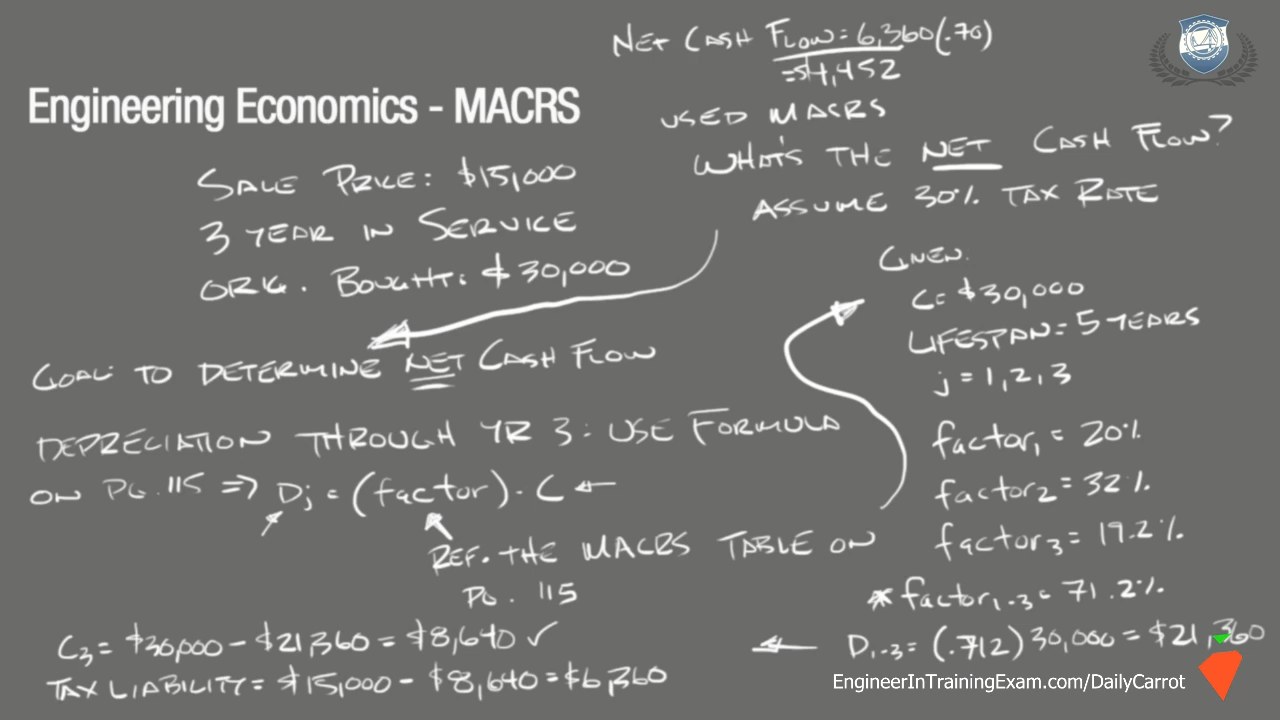 Engineering Economics - MACRS
SALE PRICE: $15,000
3 YEAR IN SERVICE
ORIG. BOUGHT: $30,000
NET CASH FLOW = 6,360(.70)
= $4,452
USED MACRS
WHAT'S THE NET CASH FLOW?
ASSUME 30% TAX RATE
GOAL: TO DETERMINE NET CASH FLOW
DEPRECIATION THROUGH YR 3: USE FORMULA
ON PG. 115 => Dj = (factor) · C
REF. THE MACRS TABLE ON
PG. 115
GIVEN:
C = $30,000
LIFESPAN = 5 YEARS
j = 1, 2, 3
factor1 = 20%
factor2 = 32%
factor3 = 19.2%
* factor1-3 = 71.2%
D1-3 = (.712) 30,000 = $21,360
C3 = $30,000 - $21,360 = $8,640 ✓
TAX LIABILITY = $15,000 - $8,640 = $6,360
EngineerInTrainingExam.com/DailyCarrot